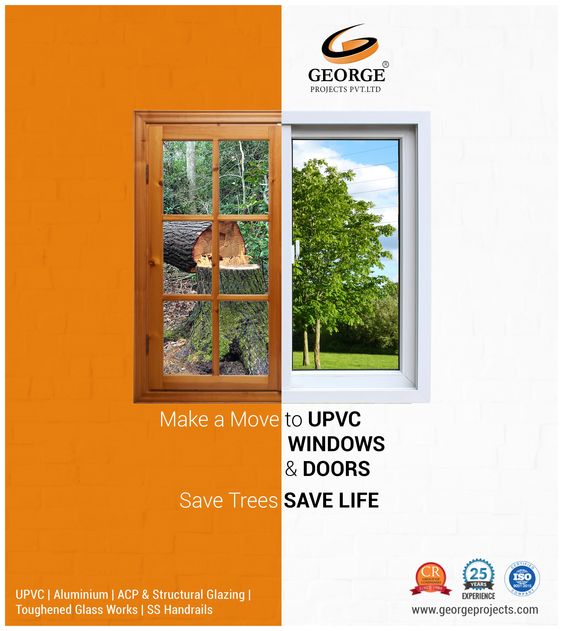 GEORGE®
PROJECTS PVT.LTD
Make a Move to UPVC
WINDOWS
& DOORS
Save Trees SAVE LIFE
UPVC | Aluminium | ACP & Structural Glazing |
Toughened Glass Works | SS Handrails
CR
25
YEARS
EXPERIENCE
ISO
www.georgeprojects.com